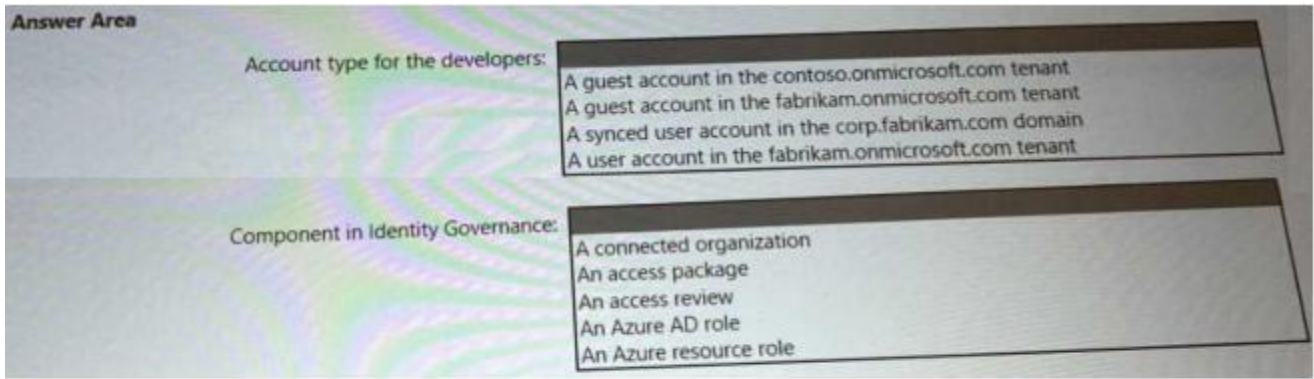 Answer Area
Account type for the developers:
A guest account in the contoso.onmicrosoft.com tenant
A guest account in the fabrikam.onmicrosoft.com tenant
A synced user account in the corp.fabrikam.com domain
A user account in the fabrikam.onmicrosoft.com tenant
Component in Identity Governance:
A connected organization
An access package
An access review
An Azure AD role
An Azure resource role